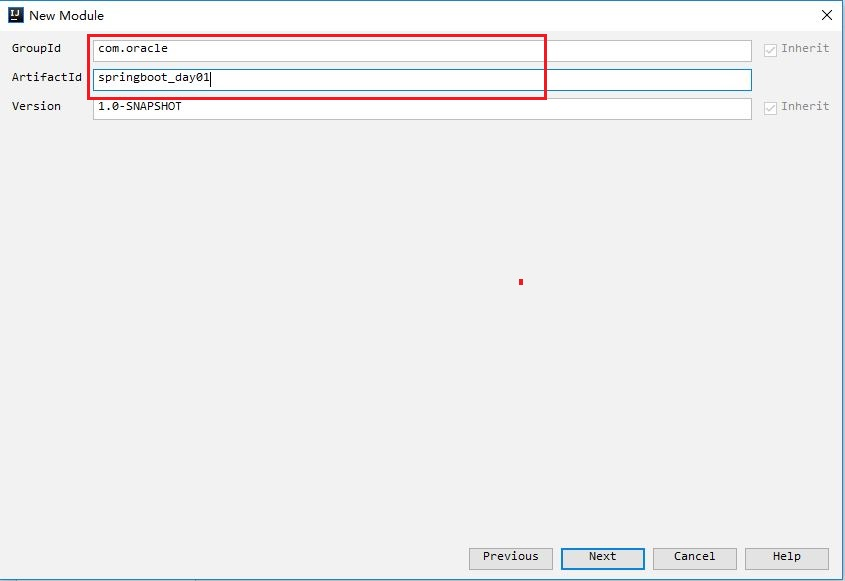 New Module
GroupId com.oracle Inherit
ArtifactId springboot_day01
Version 1.0-SNAPSHOT Inherit
Previous Next Cancel Help